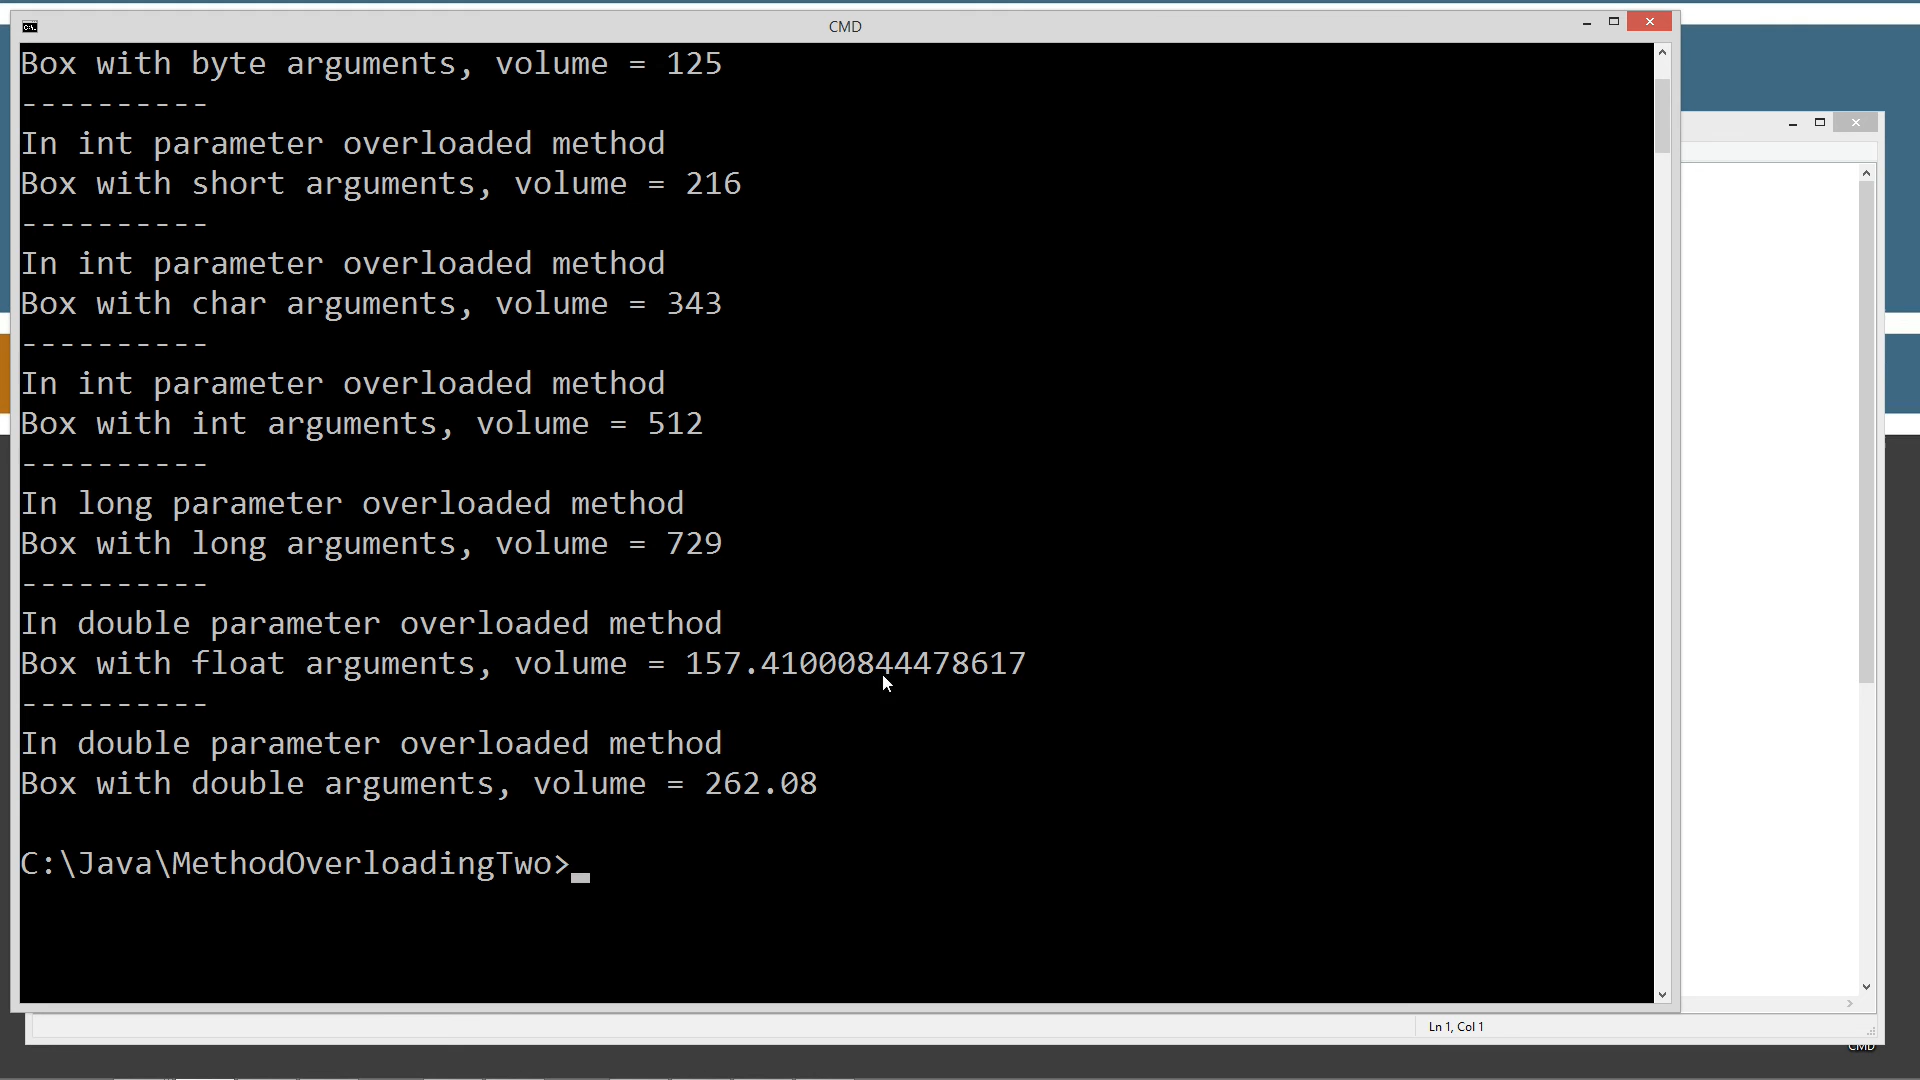 CMD
Box with byte arguments, volume = 125
----------
In int parameter overloaded method
Box with short arguments, volume = 216
----------
In int parameter overloaded method
Box with char arguments, volume = 343
----------
In int parameter overloaded method
Box with int arguments, volume = 512
----------
In long parameter overloaded method
Box with long arguments, volume = 729
----------
In double parameter overloaded method
Box with float arguments, volume = 157.41000844478617
----------
In double parameter overloaded method
Box with double arguments, volume = 262.08
C:\Java\MethodOverloadingTwo>
Ln 1, Col 1
CMD